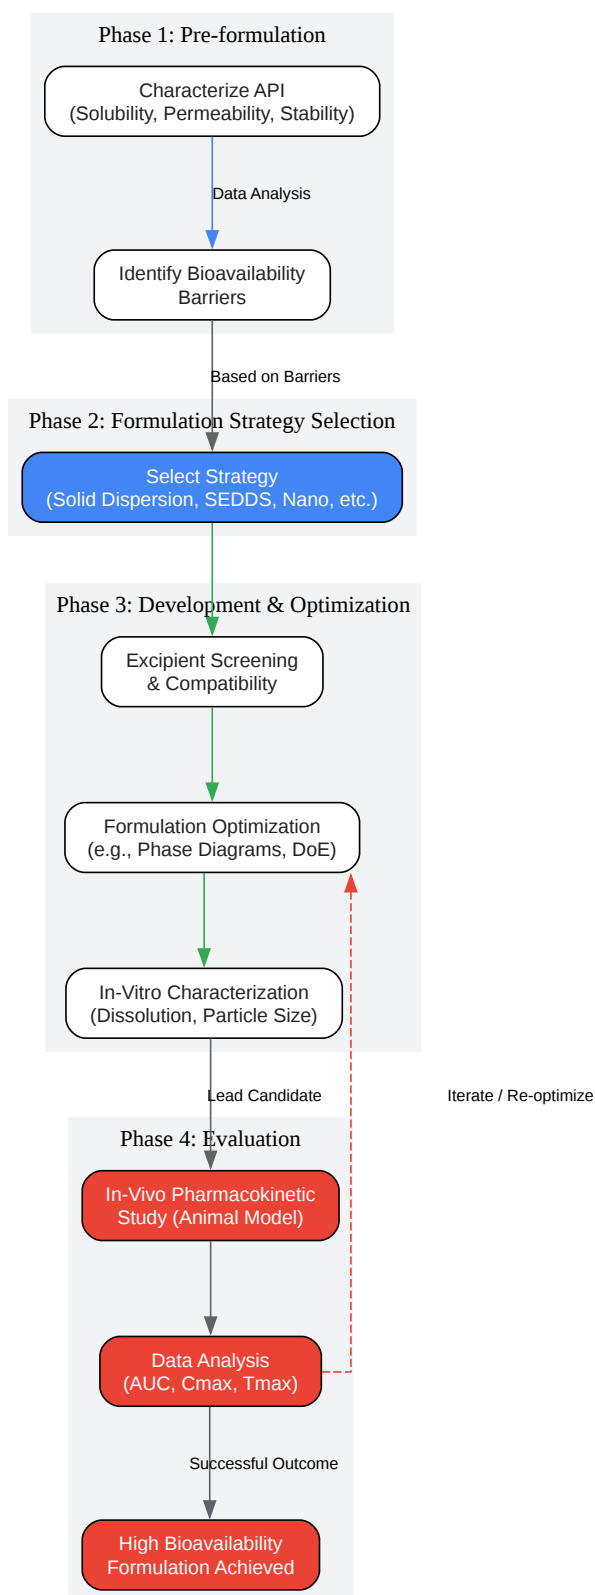 Phase 1: Pre-formulation
Characterize API
(Solubility, Permeability, Stability)
Data Analysis
Identify Bioavailability
Barriers
Based on Barriers
Phase 2: Formulation Strategy Selection
Select Strategy
(Solid Dispersion, SEDDS, Nano, etc.)
Phase 3: Development & Optimization
Excipient Screening
& Compatibility
Formulation Optimization
(e.g., Phase Diagrams, DoE)
In-Vitro Characterization
(Dissolution, Particle Size)
Lead Candidate
Iterate / Re-optimize
Phase 4: Evaluation
In-Vivo Pharmacokinetic
Study (Animal Model)
Data Analysis
(AUC, Cmax, Tmax)
Successful Outcome
High Bioavailability
Formulation Achieved